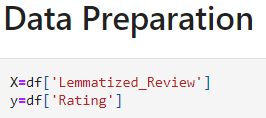 Data Preparation
X=df['Lemmatized_Review']
y=df['Rating']